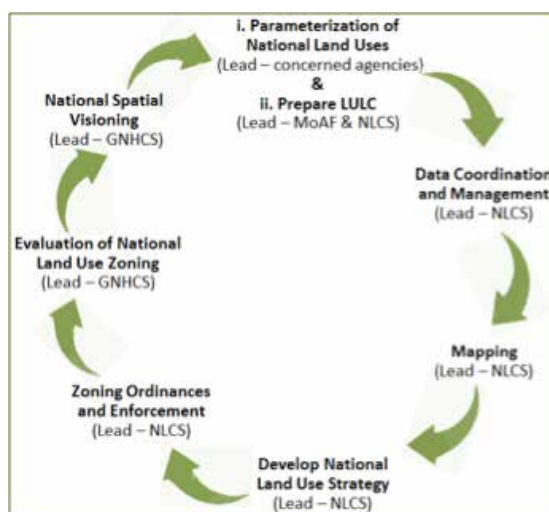 i. Parameterization of
National Land Uses
(Lead – concerned agencies)
&
ii. Prepare LULC
(Lead – MoAF & NLCS)
Data Coordination
and Management
(Lead – NLCS)
Mapping
(Lead – NLCS)
Develop National
Land Use Strategy
(Lead – NLCS)
Zoning Ordinances
and Enforcement
(Lead – NLCS)
Evaluation of National
Land Use Zoning
(Lead – GNHCS)
National Spatial
Visioning
(Lead – GNHCS)